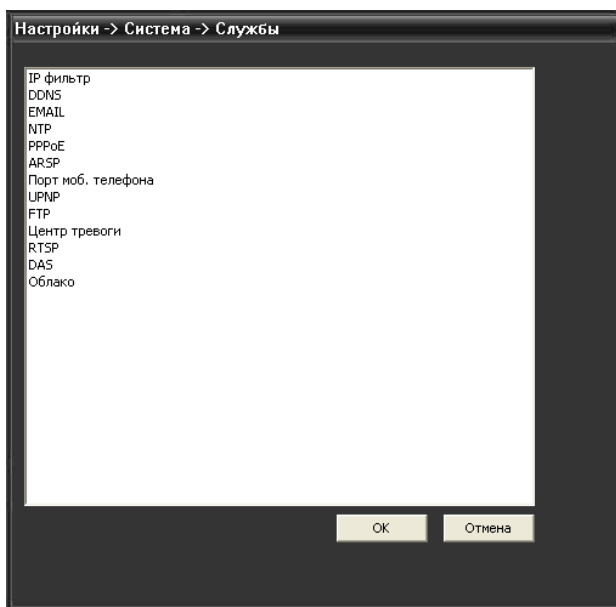 Настройки -> Система -> Службы
IP фильтр
DDNS
EMAIL
NTP
PPPoE
ARSP
Порт моб. телефона
UPNP
FTP
Центр тревоги
RTSP
DAS
Облако
OK Отмена